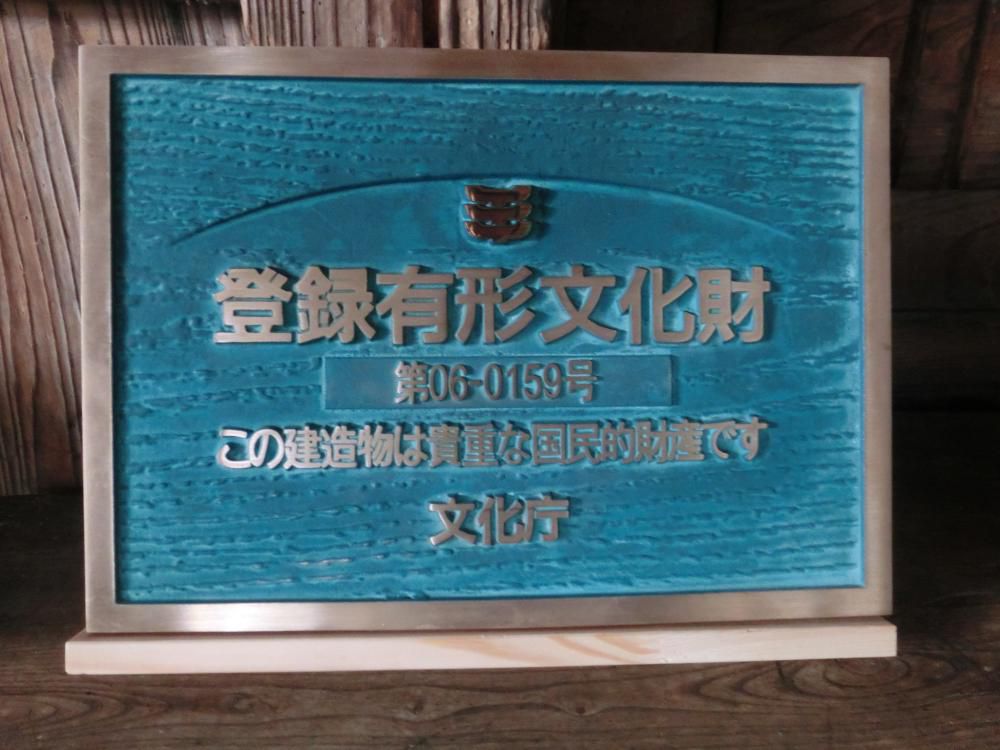 登録有形文化財
第06-0159号
この建造物は貴重な国民的財産です
文化庁